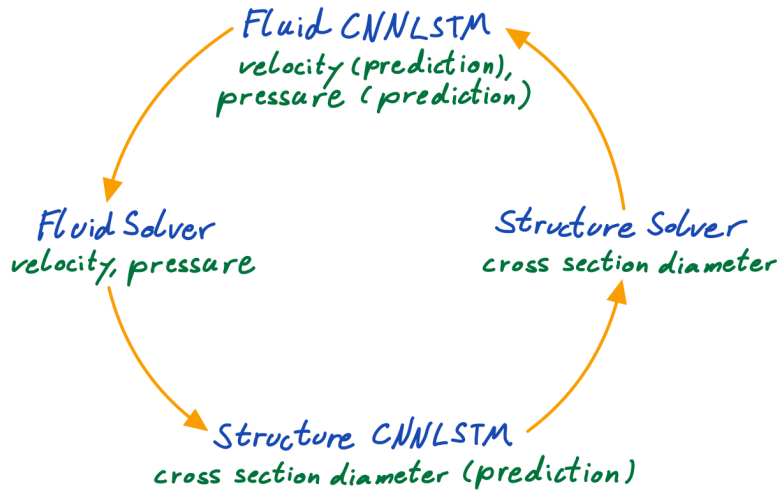 Fluid CNNLSTM
velocity (prediction),
pressure (prediction)
Fluid Solver
velocity, pressure
Structure Solver
cross section diameter
Structure CNNLSTM
cross section diameter (prediction)